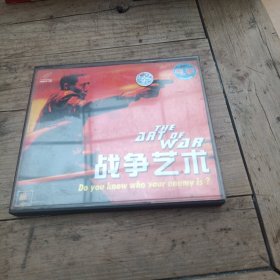 THE
ART OF
WAR
战争艺术
Do you know who your enemy is?